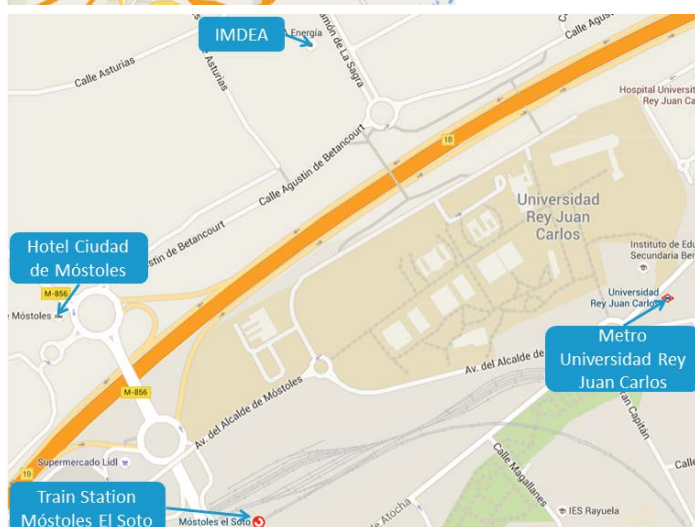 IMDEA
Energía
Calle Asturias
Asturias
Ramón de La Sagra
Calle Agustín
Hospital Universit
Rey Juan Ca
18
Calle Agustín de Betancourt
Universidad
Rey Juan
Carlos
Hotel Ciudad
de Móstoles
de Betancourt
Instituto de Edu
Secundaria Ber
M-856
Móstoles
Universidad
Rey Juan Carlos
Metro
Universidad Rey
Juan Carlos
Av. del Alcalde de
M-856
Av. del Alcalde de Móstoles
Capitán
Supermercado Lidl
Calle Magallanes
Calle
19
Train Station
Móstoles El Soto
Móstoles el Soto
Atocha
IES Rayuela